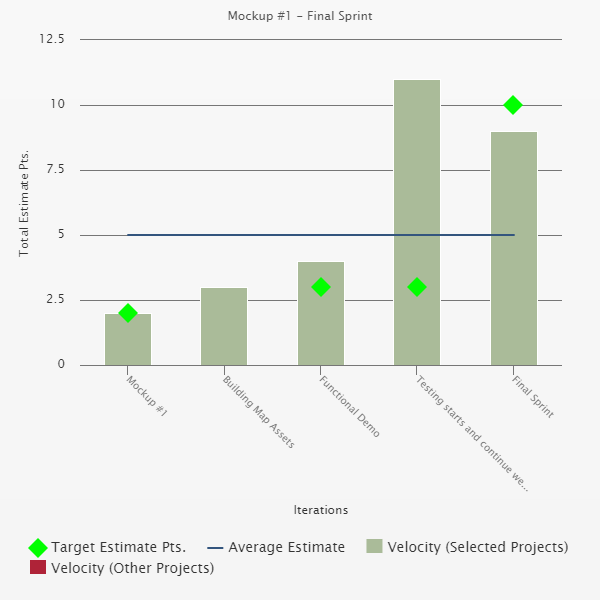 Mockup #1 - Final Sprint
12.5
10
7.5
5
2.5
0
Total Estimate Pts.
Mockup #1
Building Map Assets
Functional Demo
Testing starts and continue we...
Final Sprint
Iterations
Target Estimate Pts.
Average Estimate
Velocity (Selected Projects)
Velocity (Other Projects)